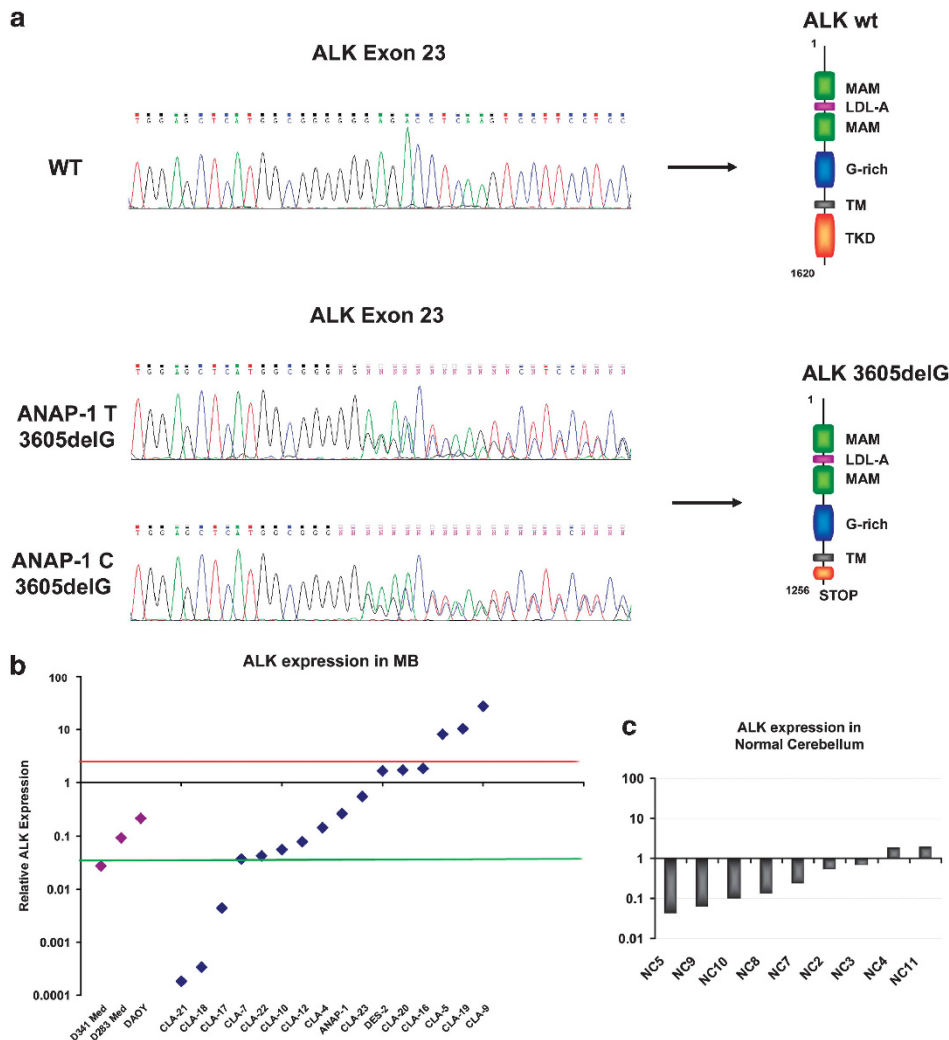 a
ALK Exon 23
T G G A G C T C A T G G C G G G G G G A G A C C T C A A G T C C T T C C T C C
WT
ALK wt
1
MAM
LDL-A
MAM
G-rich
TM
TKD
1620
ALK Exon 23
T G G A G C T C A T G G C G G G
ANAP-1 T
3605delG
T G G A G C T C A T G G C G G G
ANAP-1 C
3605delG
ALK 3605delG
1
MAM
LDL-A
MAM
G-rich
TM
1256
STOP
b
ALK expression in MB
Relative ALK Expression
100
10
1
0.1
0.01
0.001
0.0001
D341 Med
D283 Med
DAOY
CLA-21
CLA-18
CLA-17
CLA-7
CLA-22
CLA-10
CLA-12
CLA-4
ANAP-1
CLA-23
DES-2
CLA-20
CLA-16
CLA-5
CLA-19
CLA-9
c
ALK expression in
Normal Cerebellum
100
10
1
0.1
0.01
NC5
NC9
NC10
NC8
NC7
NC2
NC3
NC4
NC11